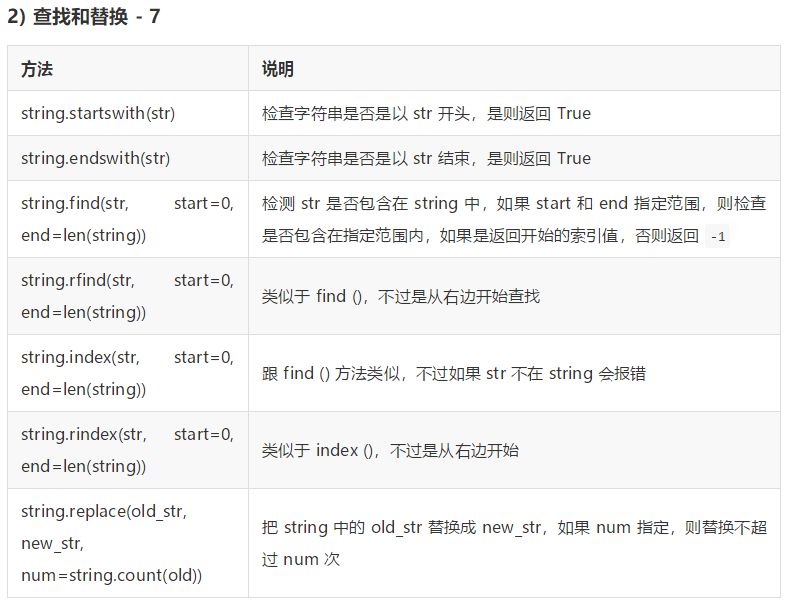 2) 查找和替换 - 7
方法 说明
string.startswith(str) 检查字符串是否是以 str 开头，是则返回 True
string.endswith(str) 检查字符串是否是以 str 结束，是则返回 True
string.find(str, start=0,
end=len(string))
检测 str 是否包含在 string 中，如果 start 和 end 指定范围，则检查
是否包含在指定范围内，如果是返回开始的索引值，否则返回 -1
string.rfind(str, start=0,
end=len(string))
类似于 find ()，不过是从右边开始查找
string.index(str, start=0,
end=len(string))
跟 find () 方法类似，不过如果 str 不在 string 会报错
string.rindex(str, start=0,
end=len(string))
类似于 index ()，不过是从右边开始
string.replace(old_str,
new_str,
num=string.count(old))
把 string 中的 old_str 替换成 new_str，如果 num 指定，则替换不超
过 num 次